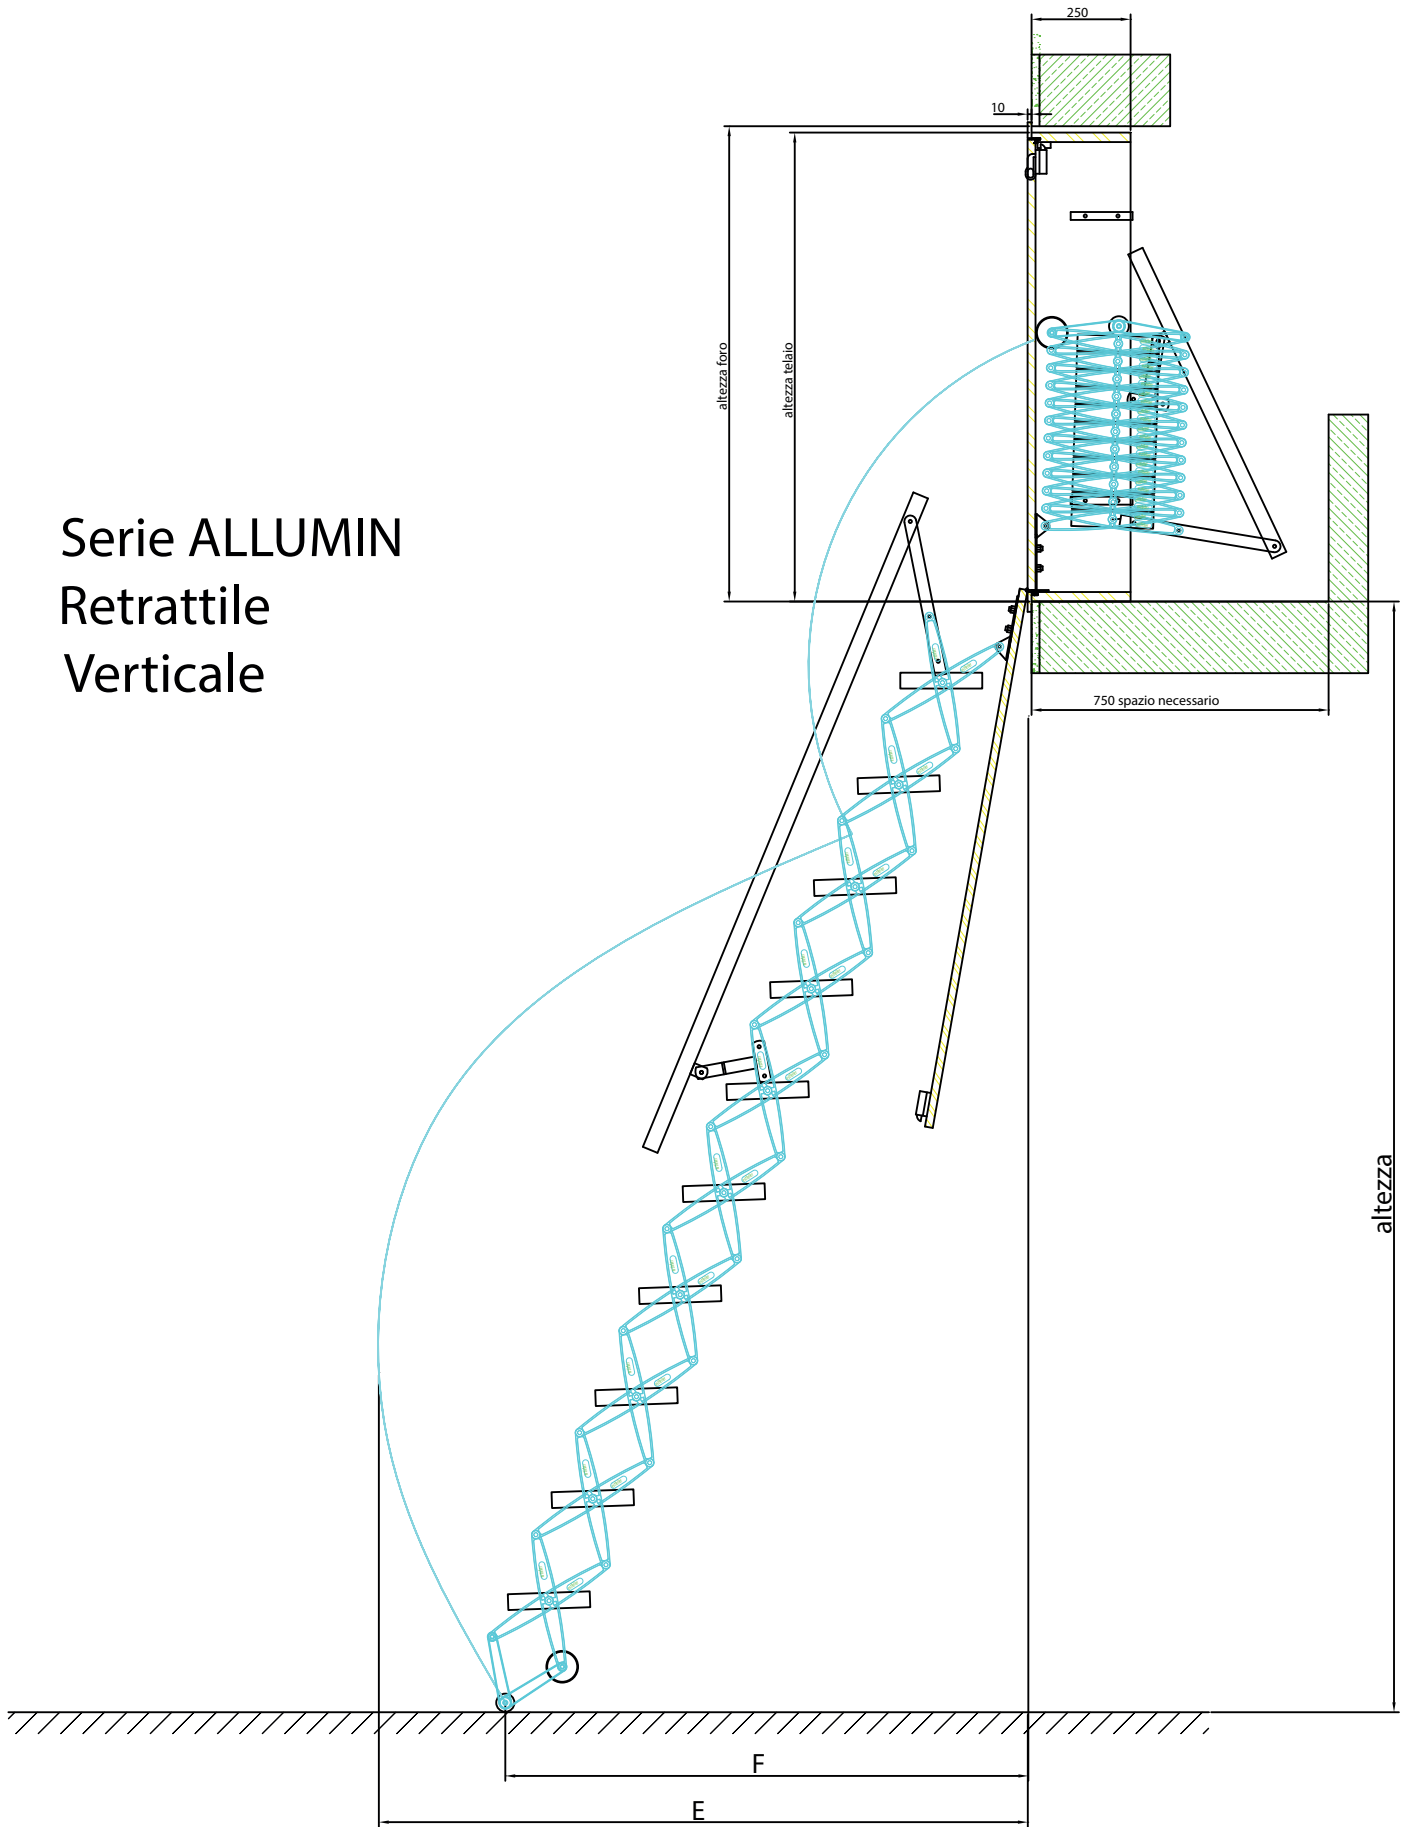 250
10
altezza foro
altezza telaio
Serie ALLUMIN
Retrattile
Verticale
750 spazio necessario
altezza
F
E